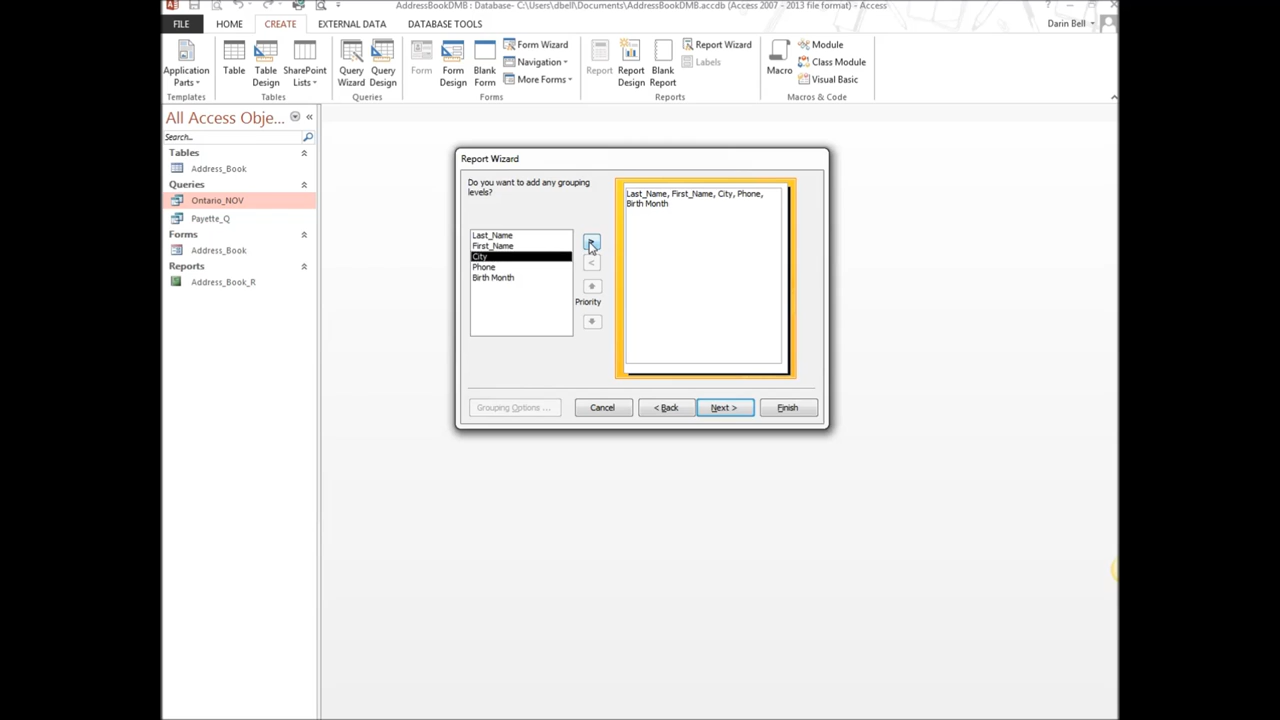 AddressBookDMB : Database- C:\Users\dbell\Documents\AddressBookDMB.accdb (Access 2007 - 2013 file format) - Access
FILE HOME CREATE EXTERNAL DATA DATABASE TOOLS Darin Bell
Application Parts Table Table Design SharePoint Lists Query Wizard Query Design Form Form Design Blank Form Form Wizard Navigation More Forms Report Report Design Blank Report Report Wizard Labels Macro Module Class Module Visual Basic
Templates Tables Queries Forms Reports Macros & Code
All Access Obje... «
Search...
Tables
Address_Book
Queries
Ontario_NOV
Payette_Q
Forms
Address_Book
Reports
Address_Book_R
Report Wizard
Do you want to add any grouping
levels?
Last_Name
First_Name
City
Phone
Birth Month
>
<
Priority
Last_Name, First_Name, City, Phone,
Birth Month
Grouping Options ... Cancel < Back Next > Finish